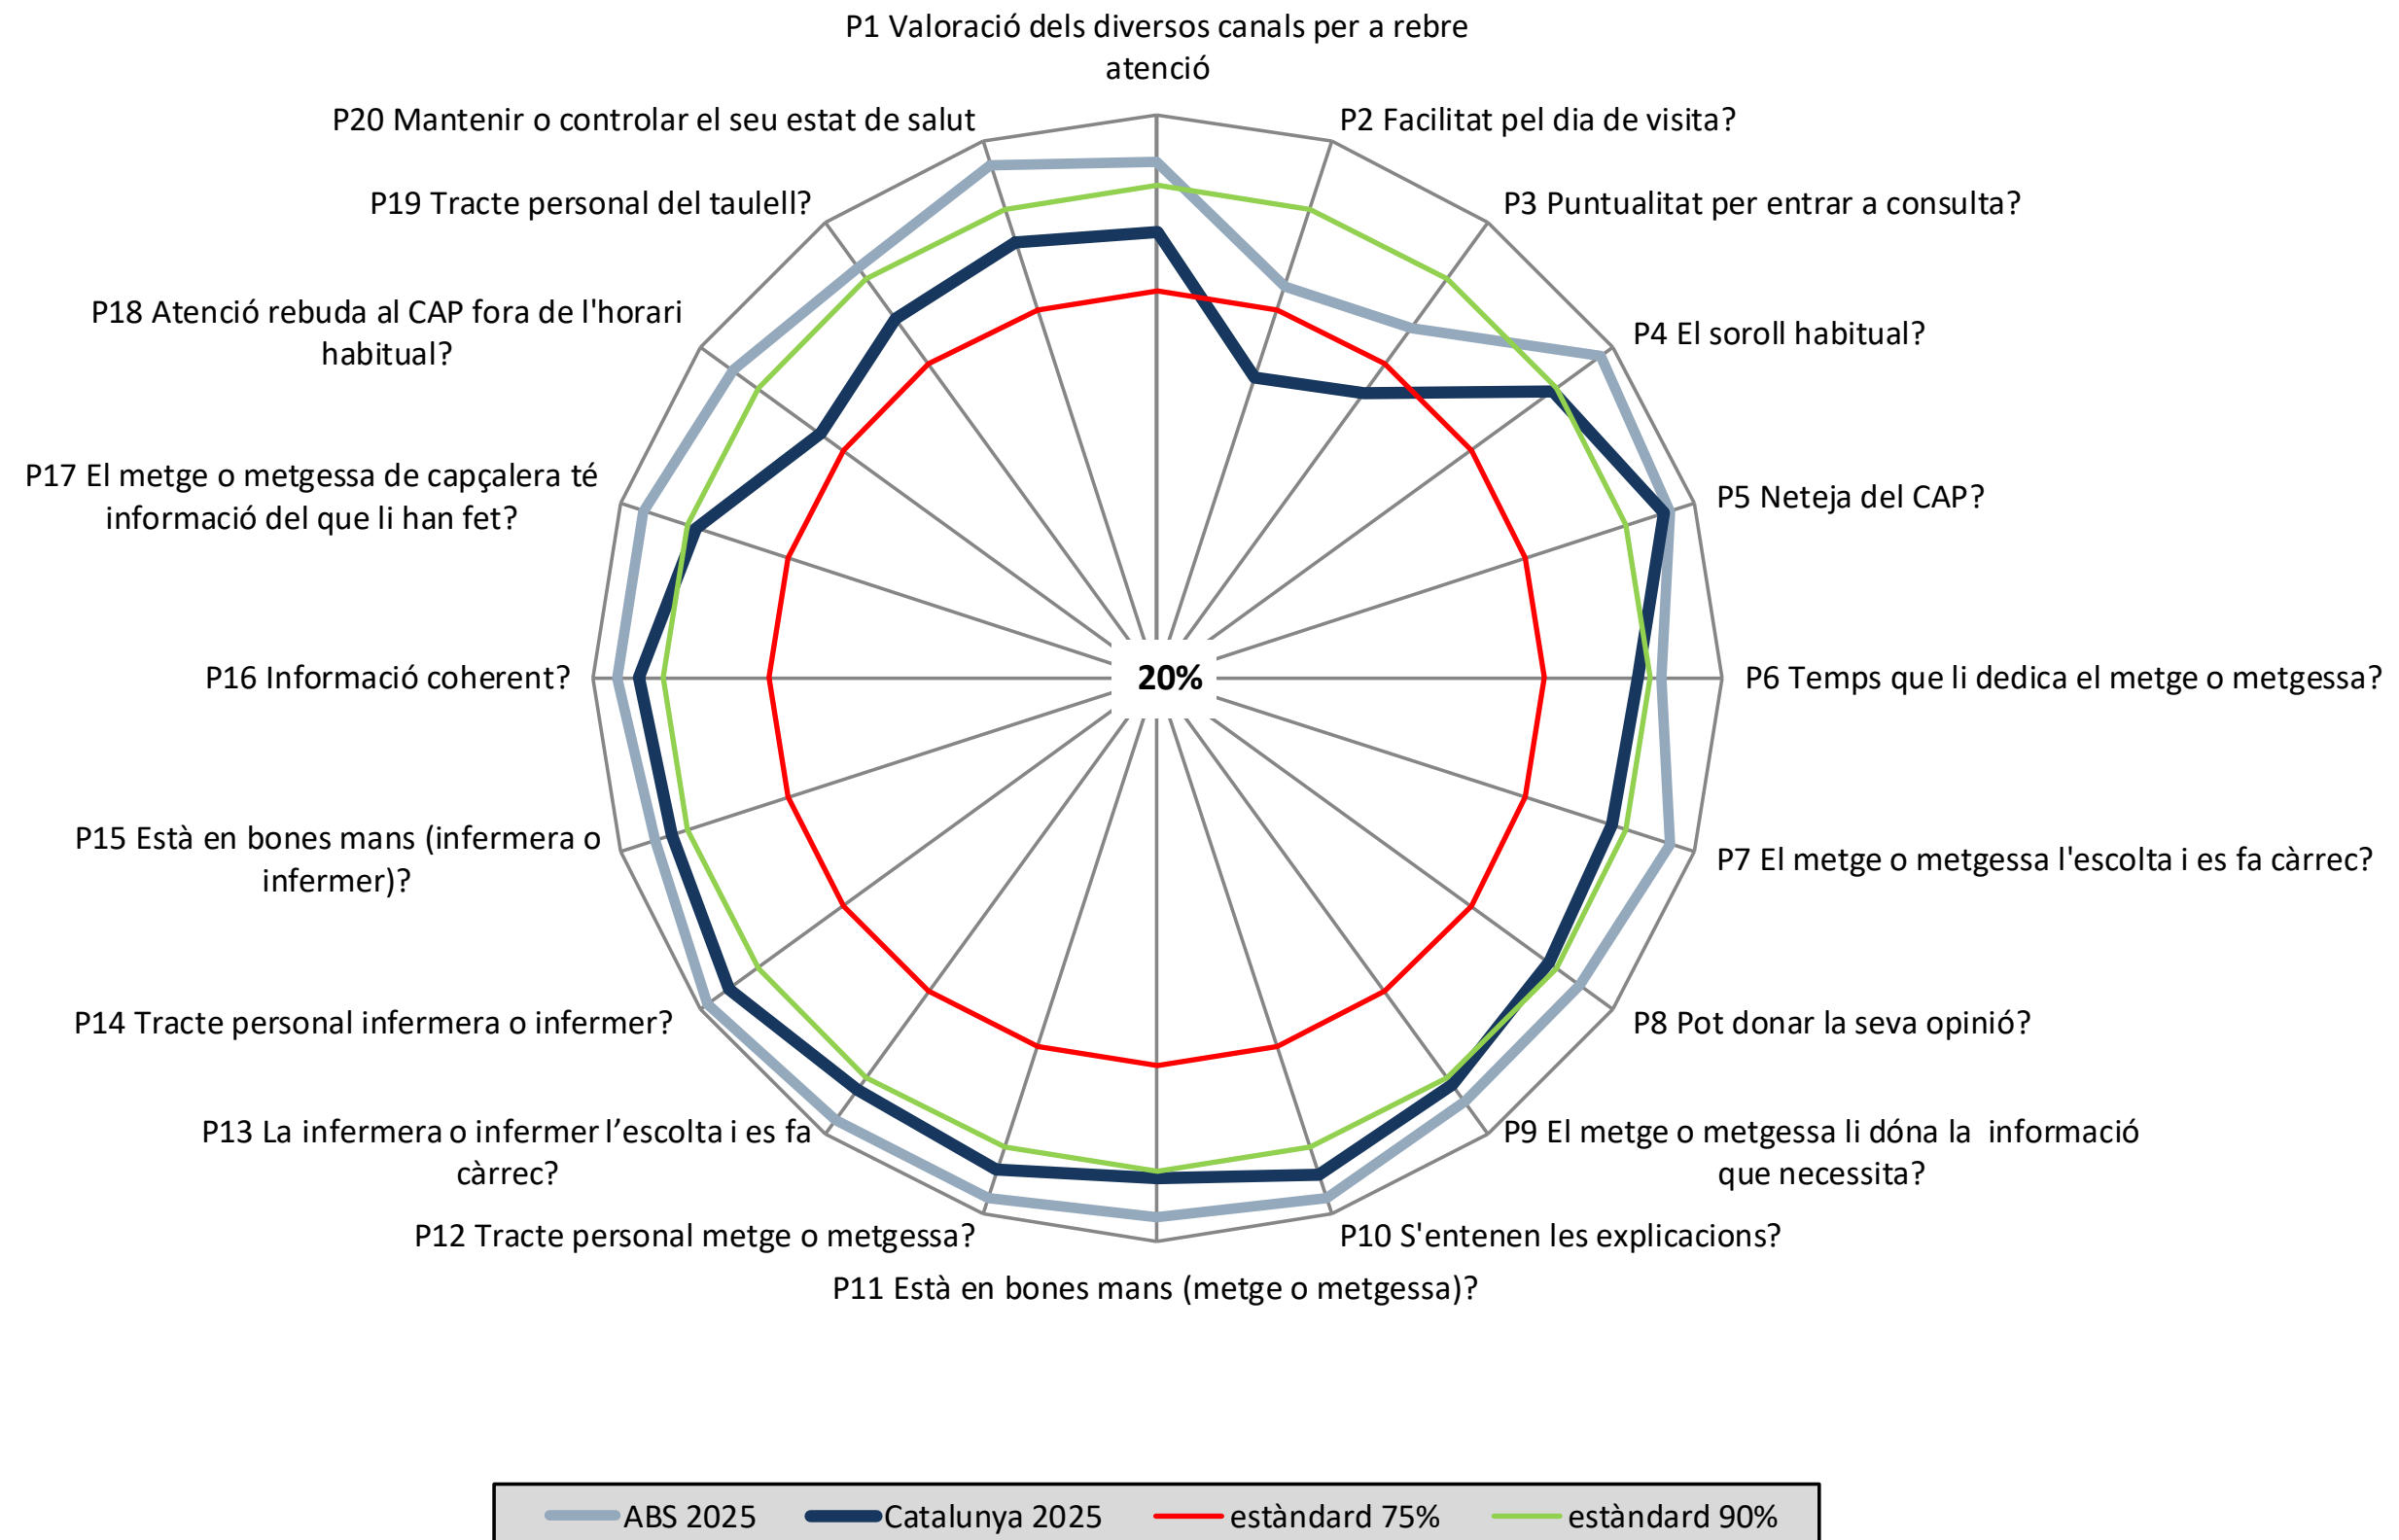 P1 Valoració dels diversos canals per a rebre
atenció
P2 Facilitat pel dia de visita?
P3 Puntualitat per entrar a consulta?
P4 El soroll habitual?
P5 Neteja del CAP?
P6 Temps que li dedica el metge o metgessa?
P7 El metge o metgessa l'escolta i es fa càrrec?
P8 Pot donar la seva opinió?
P9 El metge o metgessa li dóna la  informació
que necessita?
P10 S'entenen les explicacions?
P11 Està en bones mans (metge o metgessa)?
P12 Tracte personal metge o metgessa?
P13 La infermera o infermer l’escolta i es fa
càrrec?
P14 Tracte personal infermera o infermer?
P15 Està en bones mans (infermera o
infermer)?
P16 Informació coherent?
P17 El metge o metgessa de capçalera té
informació del que li han fet?
P18 Atenció rebuda al CAP fora de l'horari
habitual?
P19 Tracte personal del taulell?
P20 Mantenir o controlar el seu estat de salut
20%
ABS 2025
Catalunya 2025
estàndard 75%
estàndard 90%